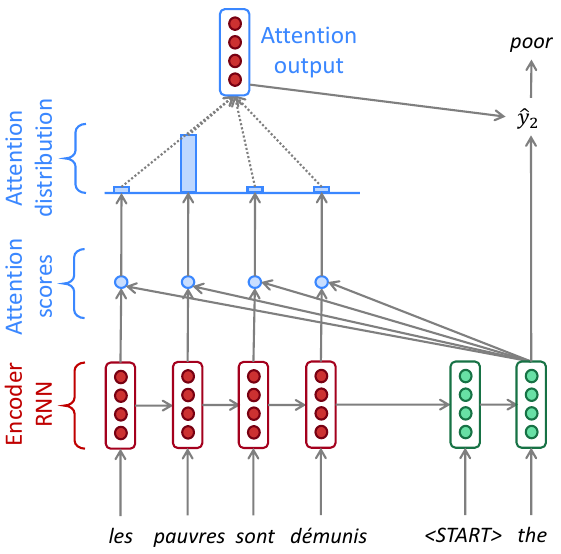 Attention
output
poor
ŷ₂
Attention
distribution
Attention
scores
Encoder
RNN
les pauvres sont démunis <START> the